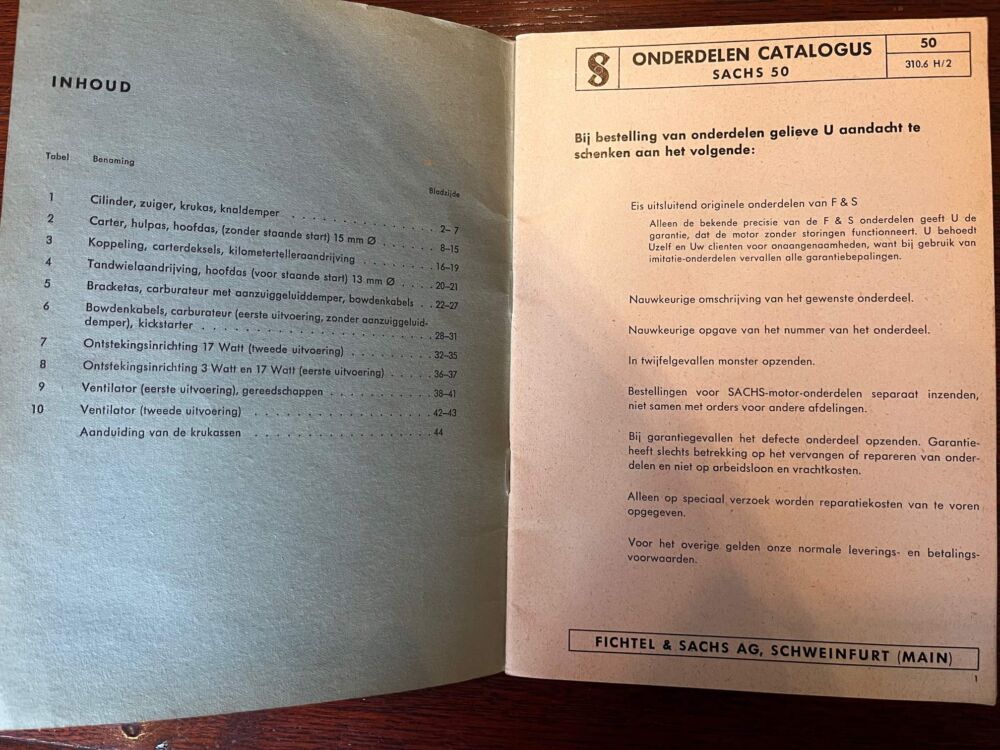 INHOUD
Tabel Benaming Bladzijde
1 Cilinder, zuiger, krukas, knaldemper . . . . . . . . . . . . . . . . 2–7
2 Carter, hulpas, hoofdas, (zonder staande start) 15 mm Ø . . . . . . . 8–15
3 Koppeling, carterdeksels, kilometertelleraandrijving . . . . . . . . . 16–19
4 Tandwielaandrijving, hoofdas (voor staande start) 13 mm Ø . . . . 20–21
5 Bracketas, carburateur met aanzuiggeluiddemper, bowdenkabels . . 22–27
6 Bowdenkabels, carburateur (eerste uitvoering, zonder aanzuiggeluid-
demper), kickstarter . . . . . . . . . . . . . . . . . . . . . . 28–31
7 Ontstekingsinrichting 17 Watt (tweede uitvoering) . . . . . . . . . 32–35
8 Ontstekingsinrichting 3 Watt en 17 Watt (eerste uitvoering) . . . . . 36–37
9 Ventilator (eerste uitvoering), gereedschappen . . . . . . . . . . . 38–41
10 Ventilator (tweede uitvoering) . . . . . . . . . . . . . . . . . . 42–43
Aanduiding van de krukassen . . . . . . . . . . . . . . . . . . . 44
S ONDERDELEN CATALOGUS 50
SACHS 50 310.6 H/2
Bij bestelling van onderdelen gelieve U aandacht te
schenken aan het volgende:
Eis uitsluitend originele onderdelen van F & S
Alleen de bekende precisie van de F & S onderdelen geeft U de
garantie, dat de motor zonder storingen functionneert. U behoedt
Uzelf en Uw clienten voor onaangenaamheden, want bij gebruik van
imitatie-onderdelen vervallen alle garantiebepalingen.
Nauwkeurige omschrijving van het gewenste onderdeel.
Nauwkeurige opgave van het nummer van het onderdeel.
In twijfelgevallen monster opzenden.
Bestellingen voor SACHS-motor-onderdelen separaat inzenden,
niet samen met orders voor andere afdelingen.
Bij garantiegevallen het defecte onderdeel opzenden. Garantie-
heeft slechts betrekking op het vervangen of repareren van onder-
delen en niet op arbeidsloon en vrachtkosten.
Alleen op speciaal verzoek worden reparatiekosten van te voren
opgegeven.
Voor het overige gelden onze normale leverings- en betalings-
voorwaarden.
FICHTEL & SACHS AG, SCHWEINFURT (MAIN)
1